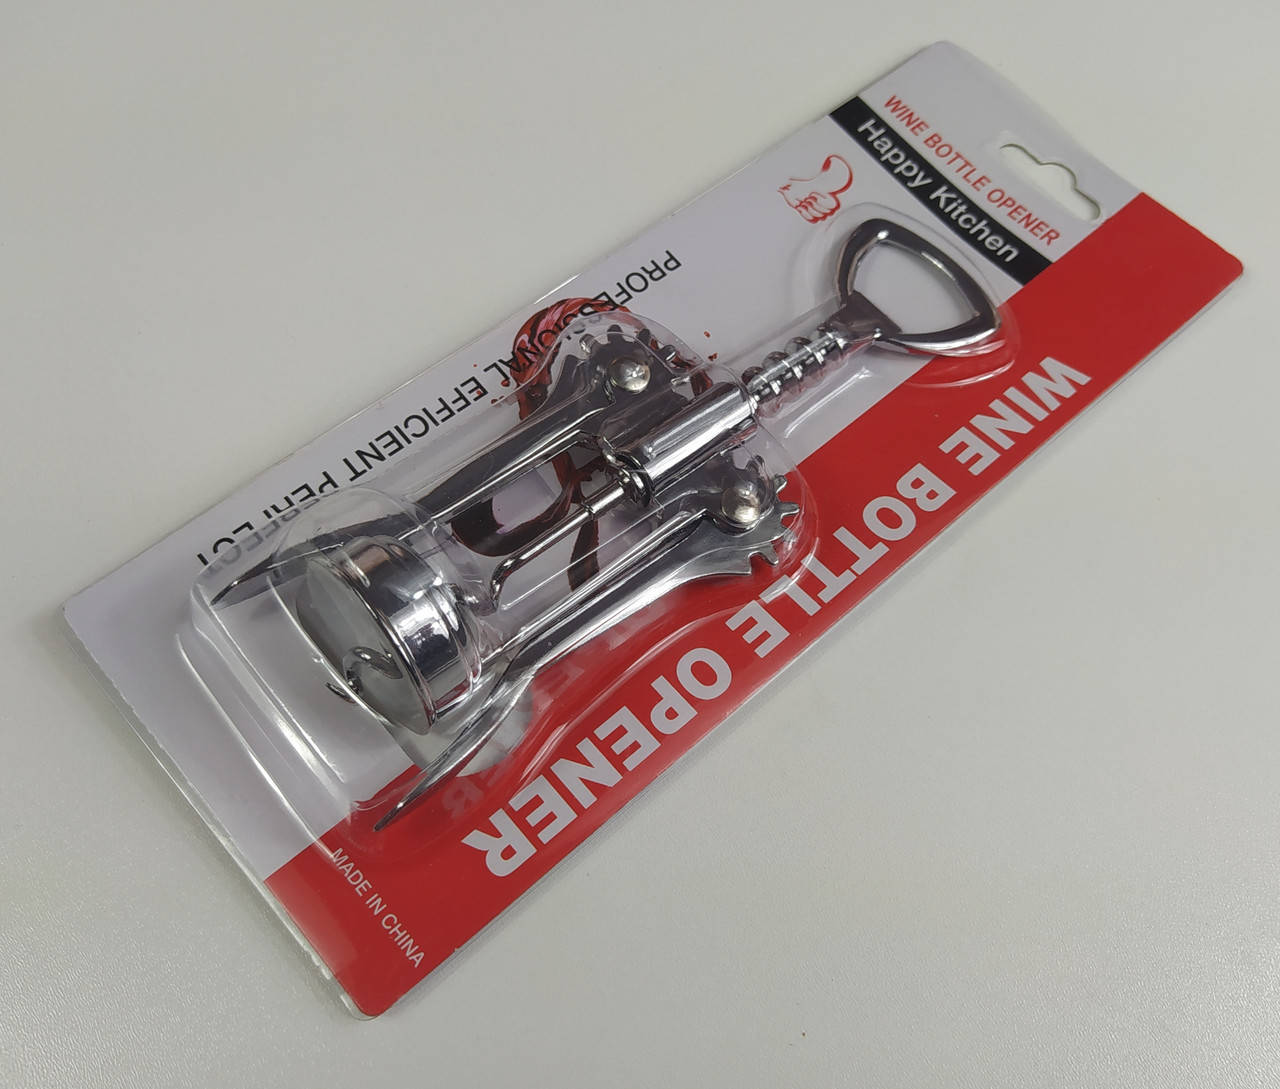 WINE BOTTLE OPENER
Happy Kitchen
PROFESSIONAL EFFICIENT PERFECT
WINE BOTTLE OPENER
MADE IN CHINA